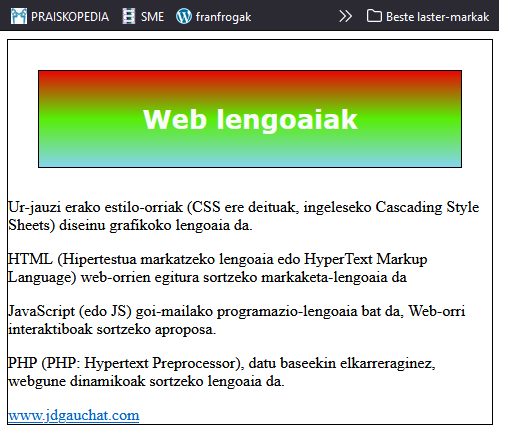 PRAISKOPEDIA SME franfrogak Beste laster-markak
Web lengoaiak
Ur-jauzi erako estilo-orriak (CSS ere deituak, ingeleseko Cascading Style
Sheets) diseinu grafikoko lengoaia da.
HTML (Hipertestua markatzeko lengoaia edo HyperText Markup
Language) web-orrien egitura sortzeko markaketa-lengoaia da
JavaScript (edo JS) goi-mailako programazio-lengoaia bat da, Web-orri
interaktiboak sortzeko aproposa.
PHP (PHP: Hypertext Preprocessor), datu baseekin elkarreraginez,
webgune dinamikoak sortzeko lengoaia da.
www.jdgauchat.com